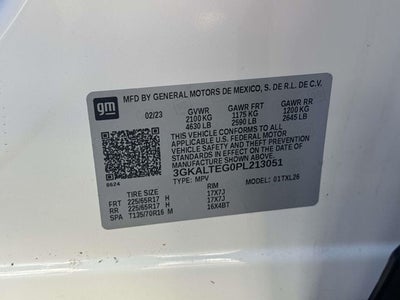 gm
MFD BY GENERAL MOTORS DE MEXICO, S. DE R.L. DE C.V.
02/23 GVWR GAWR FRT GAWR RR
2100 KG 1175 KG 1200 KG
4630 LB 2590 LB 2645 LB
THIS VEHICLE CONFORMS TO ALL
APPLICABLE U.S. FEDERAL MOTOR
VEHICLE SAFETY AND THEFT
PREVENTION STANDARDS IN EFFECT ON
THE DATE OF MANUFACTURE SHOWN ABOVE.
3GKALTEG0PL213051
TYPE: MPV MODEL: 01TXL26
8624
TIRE SIZE RIM
FRT 225/65R17 H 17X7J
RR 225/65R17 H 17X7J
SPA T135/70R16 M 16X4BT